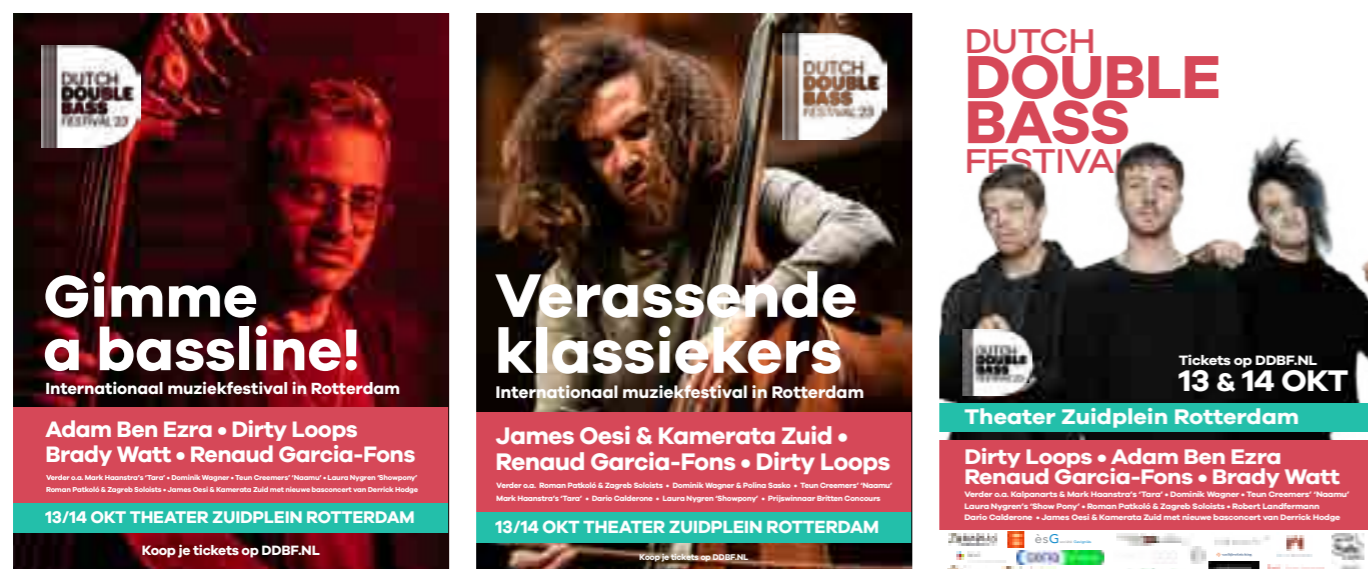 DUTCH
DOUBLE
BASS
FESTIVAL'23
Gimme
a bassline!
Internationaal muziekfestival in Rotterdam
Adam Ben Ezra • Dirty Loops
Brady Watt • Renaud Garcia-Fons
Verder o.a. Mark Haanstra's 'Tara' • Dominik Wagner • Teun Creemers' 'Naamu' • Laura Nygren 'Showpony'
Roman Patkoló & Zagreb Soloists • James Oesi & Kamerata Zuid met nieuwe basconcert van Derrick Hodge
13/14 OKT THEATER ZUIDPLEIN ROTTERDAM
Koop je tickets op DDBF.NL
DUTCH
DOUBLE
BASS
FESTIVAL'23
Verassende
klassiekers
Internationaal muziekfestival in Rotterdam
James Oesi & Kamerata Zuid •
Renaud Garcia-Fons • Dirty Loops
Verder o.a. Roman Patkoló & Zagreb Soloists • Dominik Wagner & Polina Sasko • Teun Creemers' 'Naamu'
Mark Haanstra's 'Tara' • Dario Calderone • Laura Nygren 'Showpony' • Prijswinnaar Britten Concours
13/14 OKT THEATER ZUIDPLEIN ROTTERDAM
Koop je tickets op DDBF.NL
DUTCH
DOUBLE
BASS
FESTIVAL
DUTCH
DOUBLE
BASS
FESTIVAL'23
Tickets op DDBF.NL
13 & 14 OKT
Theater Zuidplein Rotterdam
Dirty Loops • Adam Ben Ezra
Renaud Garcia-Fons • Brady Watt
Verder o.a. Kalpanarts & Mark Haanstra's 'Tara' • Dominik Wagner • Teun Creemers' 'Naamu'
Laura Nygren's 'Show Pony' • Roman Patkoló & Zagreb Soloists • Robert Landfermann
Dario Calderone • James Oesi & Kamerata Zuid met nieuwe basconcert van Derrick Hodge
èsG